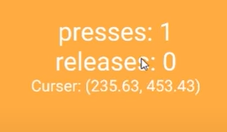 presses: 1
releases: 0
Curser: (235.63, 453.43)